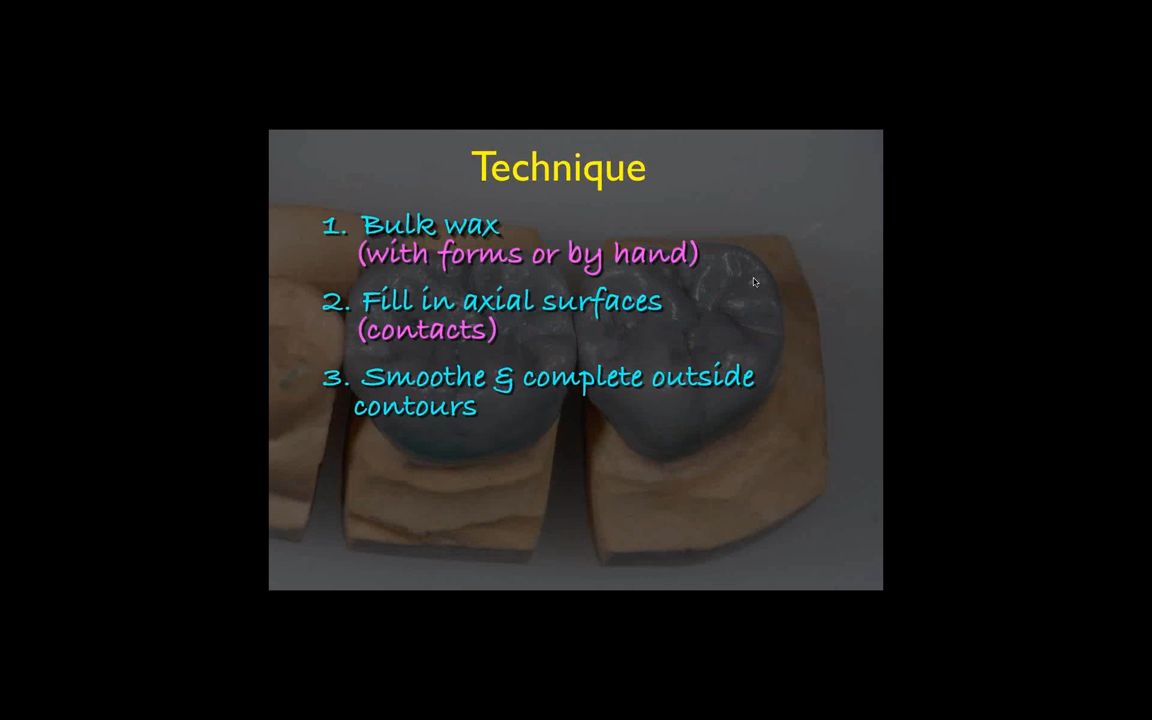 Technique
1. Bulk wax
(with forms or by hand)
2. Fill in axial surfaces
(contacts)
3. Smoothe & complete outside
contours